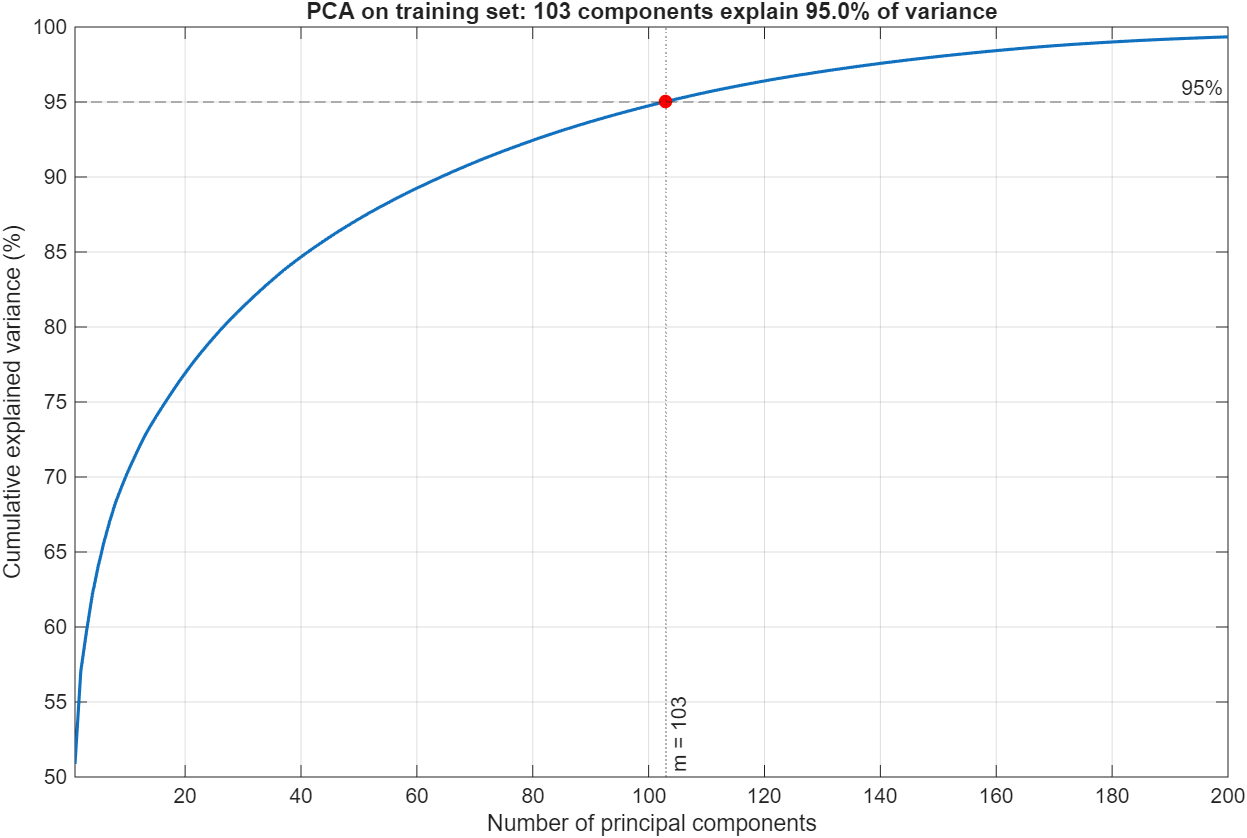 PCA on training set: 103 components explain 95.0% of variance
100
95
90
85
80
75
70
65
60
55
50
Cumulative explained variance (%)
95%
m = 103
20 40 60 80 100 120 140 160 180 200
Number of principal components